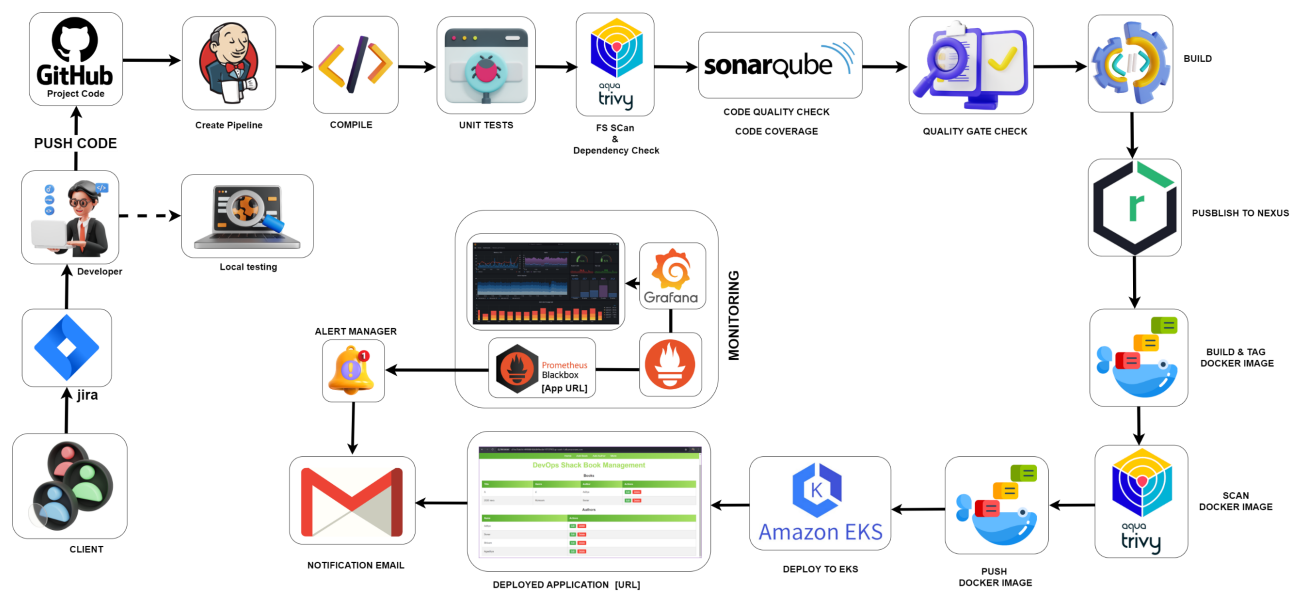 GitHub
Project Code
Create Pipeline
COMPILE
UNIT TESTS
aqua
trivy
FS SCan
&
Dependency Check
sonarqube
CODE QUALITY CHECK
CODE COVERAGE
QUALITY GATE CHECK
BUILD
PUSH CODE
Developer
Local testing
r
PUSBLISH TO NEXUS
Grafana
MONITORING
ALERT MANAGER
1
Prometheus
Blackbox
[App URL]
jira
BUILD & TAG
DOCKER IMAGE
CLIENT
NOTIFICATION EMAIL
DevOps Shack Book Management
Books
Authors
DEPLOYED APPLICATION [URL]
K
Amazon EKS
DEPLOY TO EKS
PUSH
DOCKER IMAGE
aqua
trivy
SCAN
DOCKER IMAGE